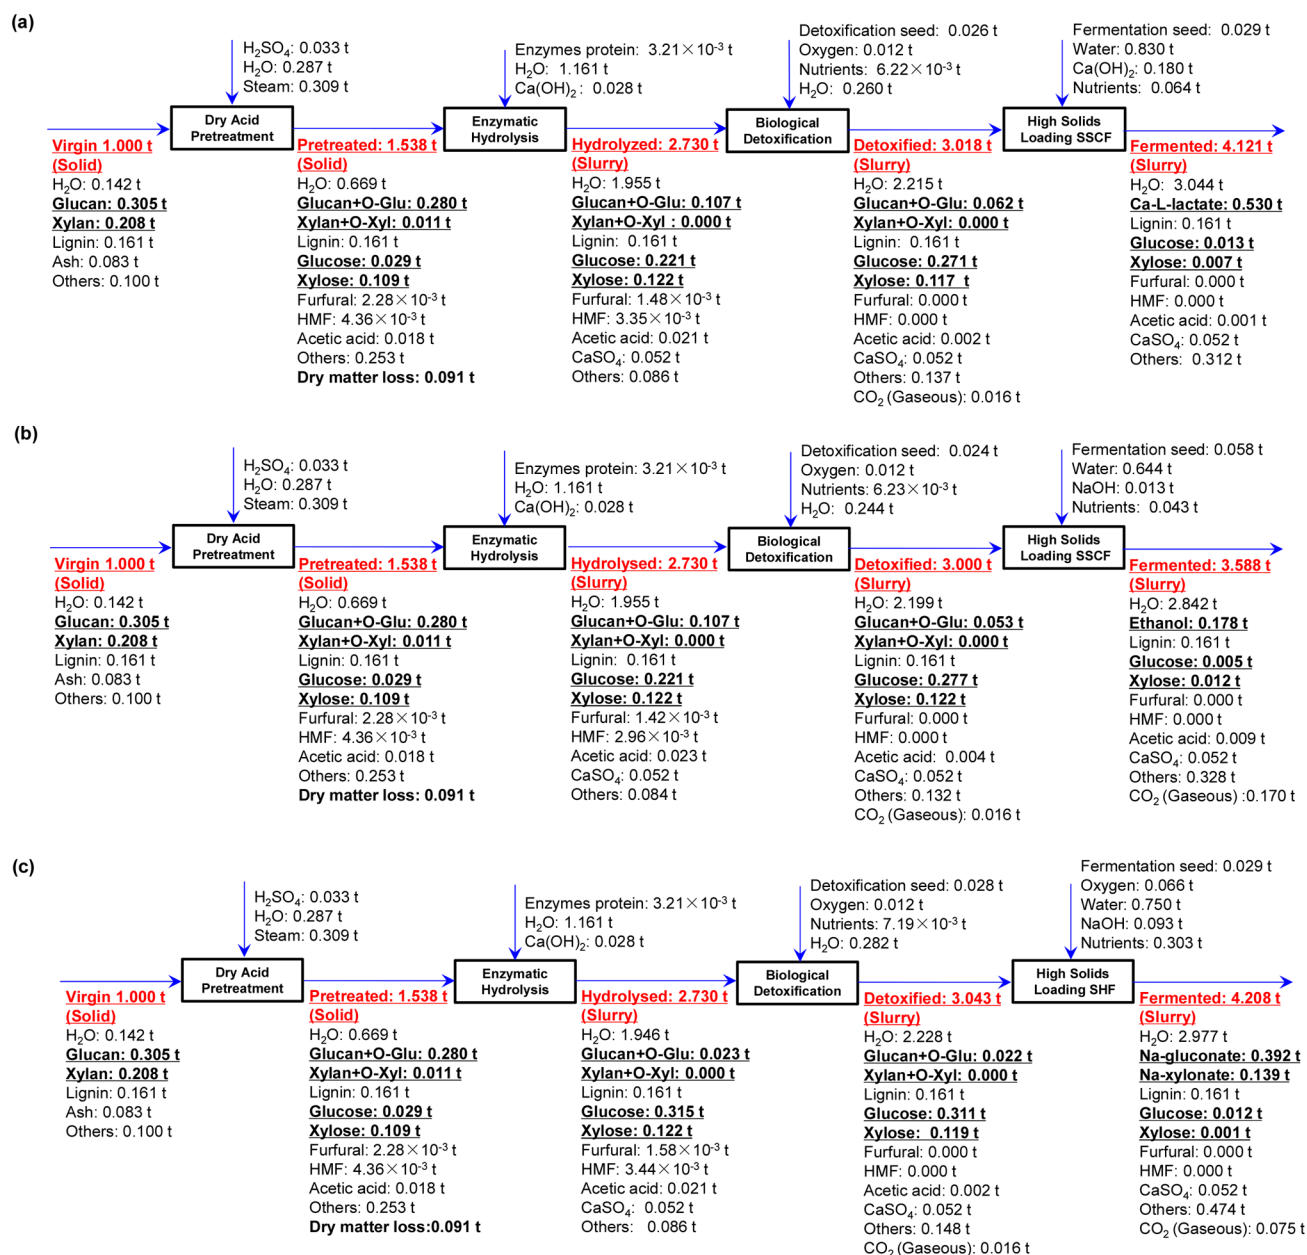 (a)
H₂SO₄: 0.033 t
H₂O: 0.287 t
Steam: 0.309 t
Enzymes protein: 3.21×10⁻³ t
H₂O: 1.161 t
Ca(OH)₂ : 0.028 t
Detoxification seed: 0.026 t
Oxygen: 0.012 t
Nutrients: 6.22×10⁻³ t
H₂O: 0.260 t
Fermentation seed: 0.029 t
Water: 0.830 t
Ca(OH)₂: 0.180 t
Nutrients: 0.064 t
Dry Acid
Pretreatment
Enzymatic
Hydrolysis
Biological
Detoxification
High Solids
Loading SSCF
Virgin 1.000 t
(Solid)
H₂O: 0.142 t
Glucan: 0.305 t
Xylan: 0.208 t
Lignin: 0.161 t
Ash: 0.083 t
Others: 0.100 t
Pretreated: 1.538 t
(Solid)
H₂O: 0.669 t
Glucan+O-Glu: 0.280 t
Xylan+O-Xyl: 0.011 t
Lignin: 0.161 t
Glucose: 0.029 t
Xylose: 0.109 t
Furfural: 2.28×10⁻³ t
HMF: 4.36×10⁻³ t
Acetic acid: 0.018 t
Others: 0.253 t
Dry matter loss: 0.091 t
Hydrolyzed: 2.730 t
(Slurry)
H₂O: 1.955 t
Glucan+O-Glu: 0.107 t
Xylan+O-Xyl : 0.000 t
Lignin: 0.161 t
Glucose: 0.221 t
Xylose: 0.122 t
Furfural: 1.48×10⁻³ t
HMF: 3.35×10⁻³ t
Acetic acid: 0.021 t
CaSO₄: 0.052 t
Others: 0.086 t
Detoxified: 3.018 t
(Slurry)
H₂O: 2.215 t
Glucan+O-Glu: 0.062 t
Xylan+O-Xyl: 0.000 t
Lignin: 0.161 t
Glucose: 0.271 t
Xylose: 0.117 t
Furfural: 0.000 t
HMF: 0.000 t
Acetic acid: 0.002 t
CaSO₄: 0.052 t
Others: 0.137 t
CO₂ (Gaseous): 0.016 t
Fermented: 4.121 t
(Slurry)
H₂O: 3.044 t
Ca-L-lactate: 0.530 t
Lignin: 0.161 t
Glucose: 0.013 t
Xylose: 0.007 t
Furfural: 0.000 t
HMF: 0.000 t
Acetic acid: 0.001 t
CaSO₄: 0.052 t
Others: 0.312 t
(b)
H₂SO₄: 0.033 t
H₂O: 0.287 t
Steam: 0.309 t
Enzymes protein: 3.21×10⁻³ t
H₂O: 1.161 t
Ca(OH)₂: 0.028 t
Detoxification seed: 0.024 t
Oxygen: 0.012 t
Nutrients: 6.23×10⁻³ t
H₂O: 0.244 t
Fermentation seed: 0.058 t
Water: 0.644 t
NaOH: 0.013 t
Nutrients: 0.043 t
Dry Acid
Pretreatment
Enzymatic
Hydrolysis
Biological
Detoxification
High Solids
Loading SSCF
Virgin 1.000 t
(Solid)
H₂O: 0.142 t
Glucan: 0.305 t
Xylan: 0.208 t
Lignin: 0.161 t
Ash: 0.083 t
Others: 0.100 t
Pretreated: 1.538 t
(Solid)
H₂O: 0.669 t
Glucan+O-Glu: 0.280 t
Xylan+O-Xyl: 0.011 t
Lignin: 0.161 t
Glucose: 0.029 t
Xylose: 0.109 t
Furfural: 2.28×10⁻³ t
HMF: 4.36×10⁻³ t
Acetic acid: 0.018 t
Others: 0.253 t
Dry matter loss: 0.091 t
Hydrolysed: 2.730 t
(Slurry)
H₂O: 1.955 t
Glucan+O-Glu: 0.107 t
Xylan+O-Xyl: 0.000 t
Lignin: 0.161 t
Glucose: 0.221 t
Xylose: 0.122 t
Furfural: 1.42×10⁻³ t
HMF: 2.96×10⁻³ t
Acetic acid: 0.023 t
CaSO₄: 0.052 t
Others: 0.084 t
Detoxified: 3.000 t
(Slurry)
H₂O: 2.199 t
Glucan+O-Glu: 0.053 t
Xylan+O-Xyl: 0.000 t
Lignin: 0.161 t
Glucose: 0.277 t
Xylose: 0.122 t
Furfural: 0.000 t
HMF: 0.000 t
Acetic acid: 0.004 t
CaSO₄: 0.052 t
Others: 0.132 t
CO₂ (Gaseous): 0.016 t
Fermented: 3.588 t
(Slurry)
H₂O: 2.842 t
Ethanol: 0.178 t
Lignin: 0.161 t
Glucose: 0.005 t
Xylose: 0.012 t
Furfural: 0.000 t
HMF: 0.000 t
Acetic acid: 0.009 t
CaSO₄: 0.052 t
Others: 0.328 t
CO₂ (Gaseous) :0.170 t
(c)
H₂SO₄: 0.033 t
H₂O: 0.287 t
Steam: 0.309 t
Enzymes protein: 3.21×10⁻³ t
H₂O: 1.161 t
Ca(OH)₂: 0.028 t
Detoxification seed: 0.028 t
Oxygen: 0.012 t
Nutrients: 7.19×10⁻³ t
H₂O: 0.282 t
Fermentation seed: 0.029 t
Oxygen: 0.066 t
Water: 0.750 t
NaOH: 0.093 t
Nutrients: 0.303 t
Dry Acid
Pretreatment
Enzymatic
Hydrolysis
Biological
Detoxification
High Solids
Loading SHF
Virgin 1.000 t
(Solid)
H₂O: 0.142 t
Glucan: 0.305 t
Xylan: 0.208 t
Lignin: 0.161 t
Ash: 0.083 t
Others: 0.100 t
Pretreated: 1.538 t
(Solid)
H₂O: 0.669 t
Glucan+O-Glu: 0.280 t
Xylan+O-Xyl: 0.011 t
Lignin: 0.161 t
Glucose: 0.029 t
Xylose: 0.109 t
Furfural: 2.28×10⁻³ t
HMF: 4.36×10⁻³ t
Acetic acid: 0.018 t
Others: 0.253 t
Dry matter loss:0.091 t
Hydrolysed: 2.730 t
(Slurry)
H₂O: 1.946 t
Glucan+O-Glu: 0.023 t
Xylan+O-Xyl: 0.000 t
Lignin: 0.161 t
Glucose: 0.315 t
Xylose: 0.122 t
Furfural: 1.58×10⁻³ t
HMF: 3.44×10⁻³ t
Acetic acid: 0.021 t
CaSO₄: 0.052 t
Others: 0.086 t
Detoxified: 3.043 t
(Slurry)
H₂O: 2.228 t
Glucan+O-Glu: 0.022 t
Xylan+O-Xyl: 0.000 t
Lignin: 0.161 t
Glucose: 0.311 t
Xylose: 0.119 t
Furfural: 0.000 t
HMF: 0.000 t
Acetic acid: 0.002 t
CaSO₄: 0.052 t
Others: 0.148 t
CO₂ (Gaseous): 0.016 t
Fermented: 4.208 t
(Slurry)
H₂O: 2.977 t
Na-gluconate: 0.392 t
Na-xylonate: 0.139 t
Lignin: 0.161 t
Glucose: 0.012 t
Xylose: 0.001 t
Furfural: 0.000 t
HMF: 0.000 t
CaSO₄: 0.052 t
Others: 0.474 t
CO₂ (Gaseous): 0.075 t